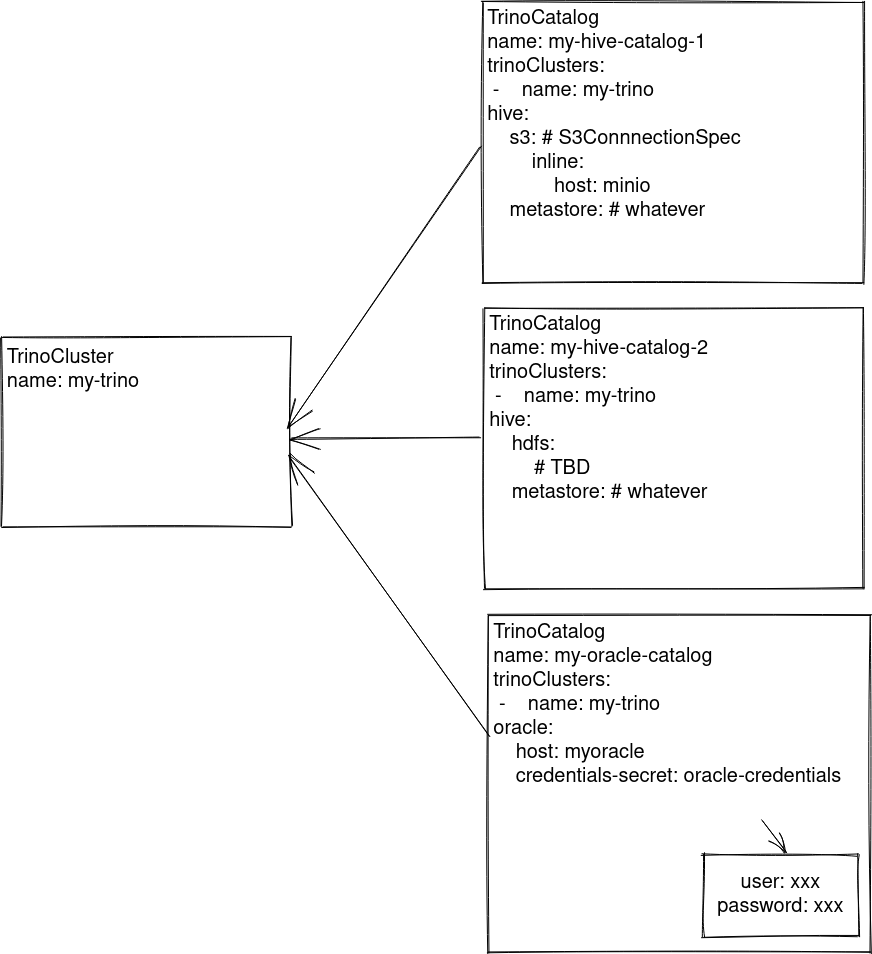 TrinoCluster
name: my-trino
TrinoCatalog
name: my-hive-catalog-1
trinoClusters:
- name: my-trino
hive:
s3: # S3ConnnectionSpec
inline:
host: minio
metastore: # whatever
TrinoCatalog
name: my-hive-catalog-2
trinoClusters:
- name: my-trino
hive:
hdfs:
# TBD
metastore: # whatever
TrinoCatalog
name: my-oracle-catalog
trinoClusters:
- name: my-trino
oracle:
host: myoracle
credentials-secret: oracle-credentials
user: xxx
password: xxx